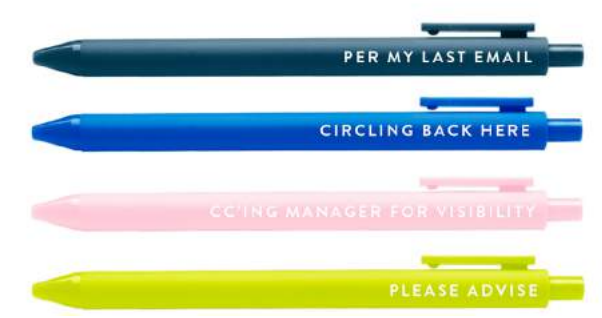 PER MY LAST EMAIL
CIRCLING BACK HERE
CC'ING MANAGER FOR VISIBILITY
PLEASE ADVISE